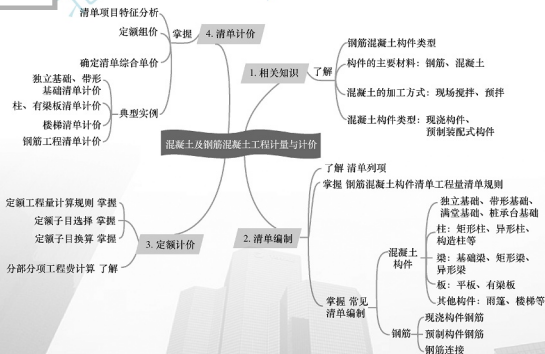 混凝土及钢筋混凝土工程计量与计价
1. 相关知识
了解
钢筋混凝土构件类型
构件的主要材料：钢筋、混凝土
混凝土的加工方式：现场搅拌、预拌
混凝土构件类型：现浇构件、
预制装配式构件
2. 清单编制
了解 清单列项
掌握 钢筋混凝土构件清单工程量清单规则
掌握 常见
清单编制
混凝土
构件
独立基础、带形基础、
满堂基础、桩承台基础
柱：矩形柱、异形柱、
构造柱等
梁：基础梁、矩形梁、
异形梁
板：平板、有梁板
其他构件：雨篷、楼梯等
钢筋
现浇构件钢筋
预制构件钢筋
钢筋连接
3. 定额计价
定额工程量计算规则 掌握
定额子目选择 掌握
定额子目换算 掌握
分部分项工程费计算 了解
4. 清单计价
掌握
清单项目特征分析
定额组价
确定清单综合单价
典型实例
独立基础、带形
基础清单计价
柱、有梁板清单计价
楼梯清单计价
钢筋工程清单计价